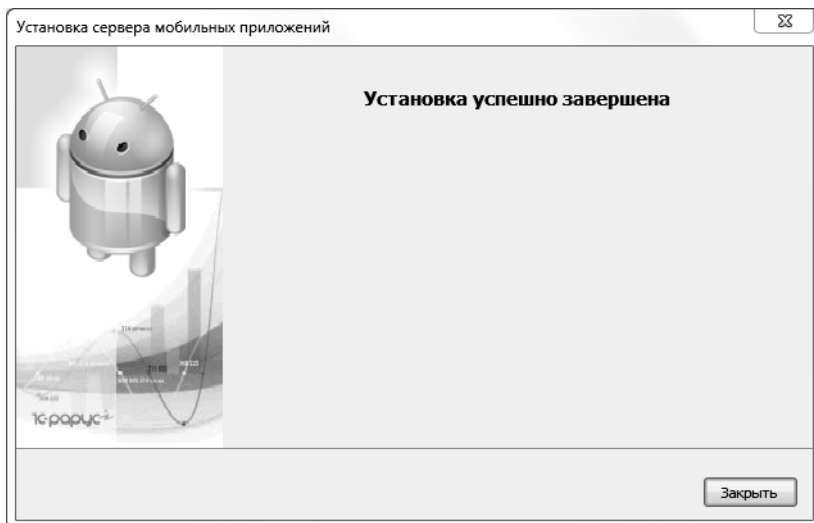 Установка сервера мобильных приложений
Установка успешно завершена
1С·рарус
Закрыть